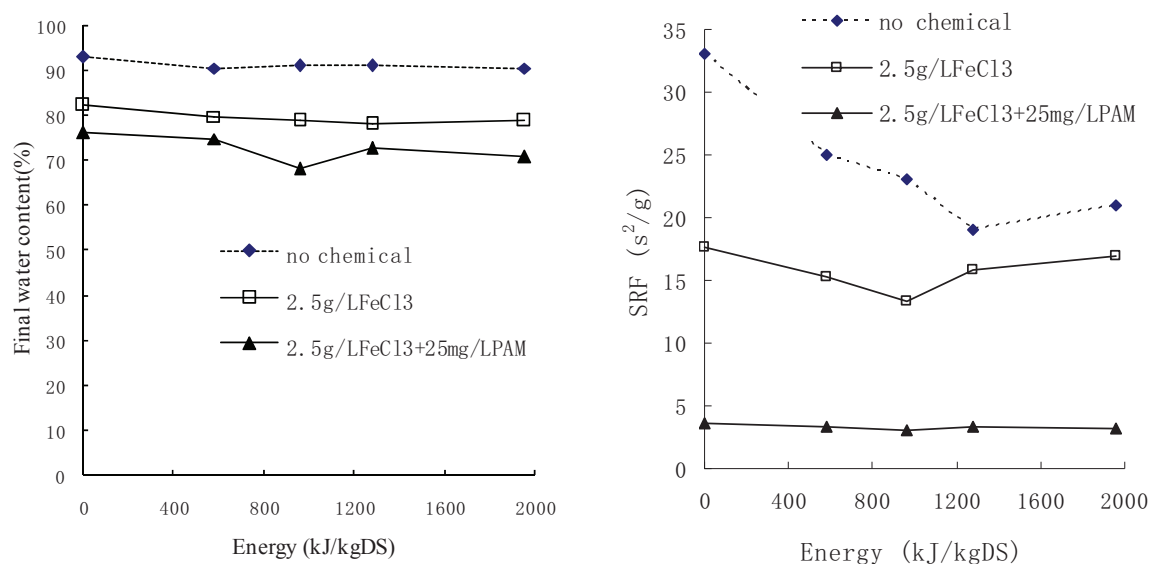 100
90
80
70
60
50
40
30
20
10
0
Final water content(%)
no chemical
2.5g/LFeCl3
2.5g/LFeCl3+25mg/LPAM
0 400 800 1200 1600 2000
Energy (kJ/kgDS)
no chemical
2.5g/LFeCl3
2.5g/LFeCl3+25mg/LPAM
35
30
25
20
15
10
5
0
SRF (s²/g)
0 400 800 1200 1600 2000
Energy (kJ/kgDS)